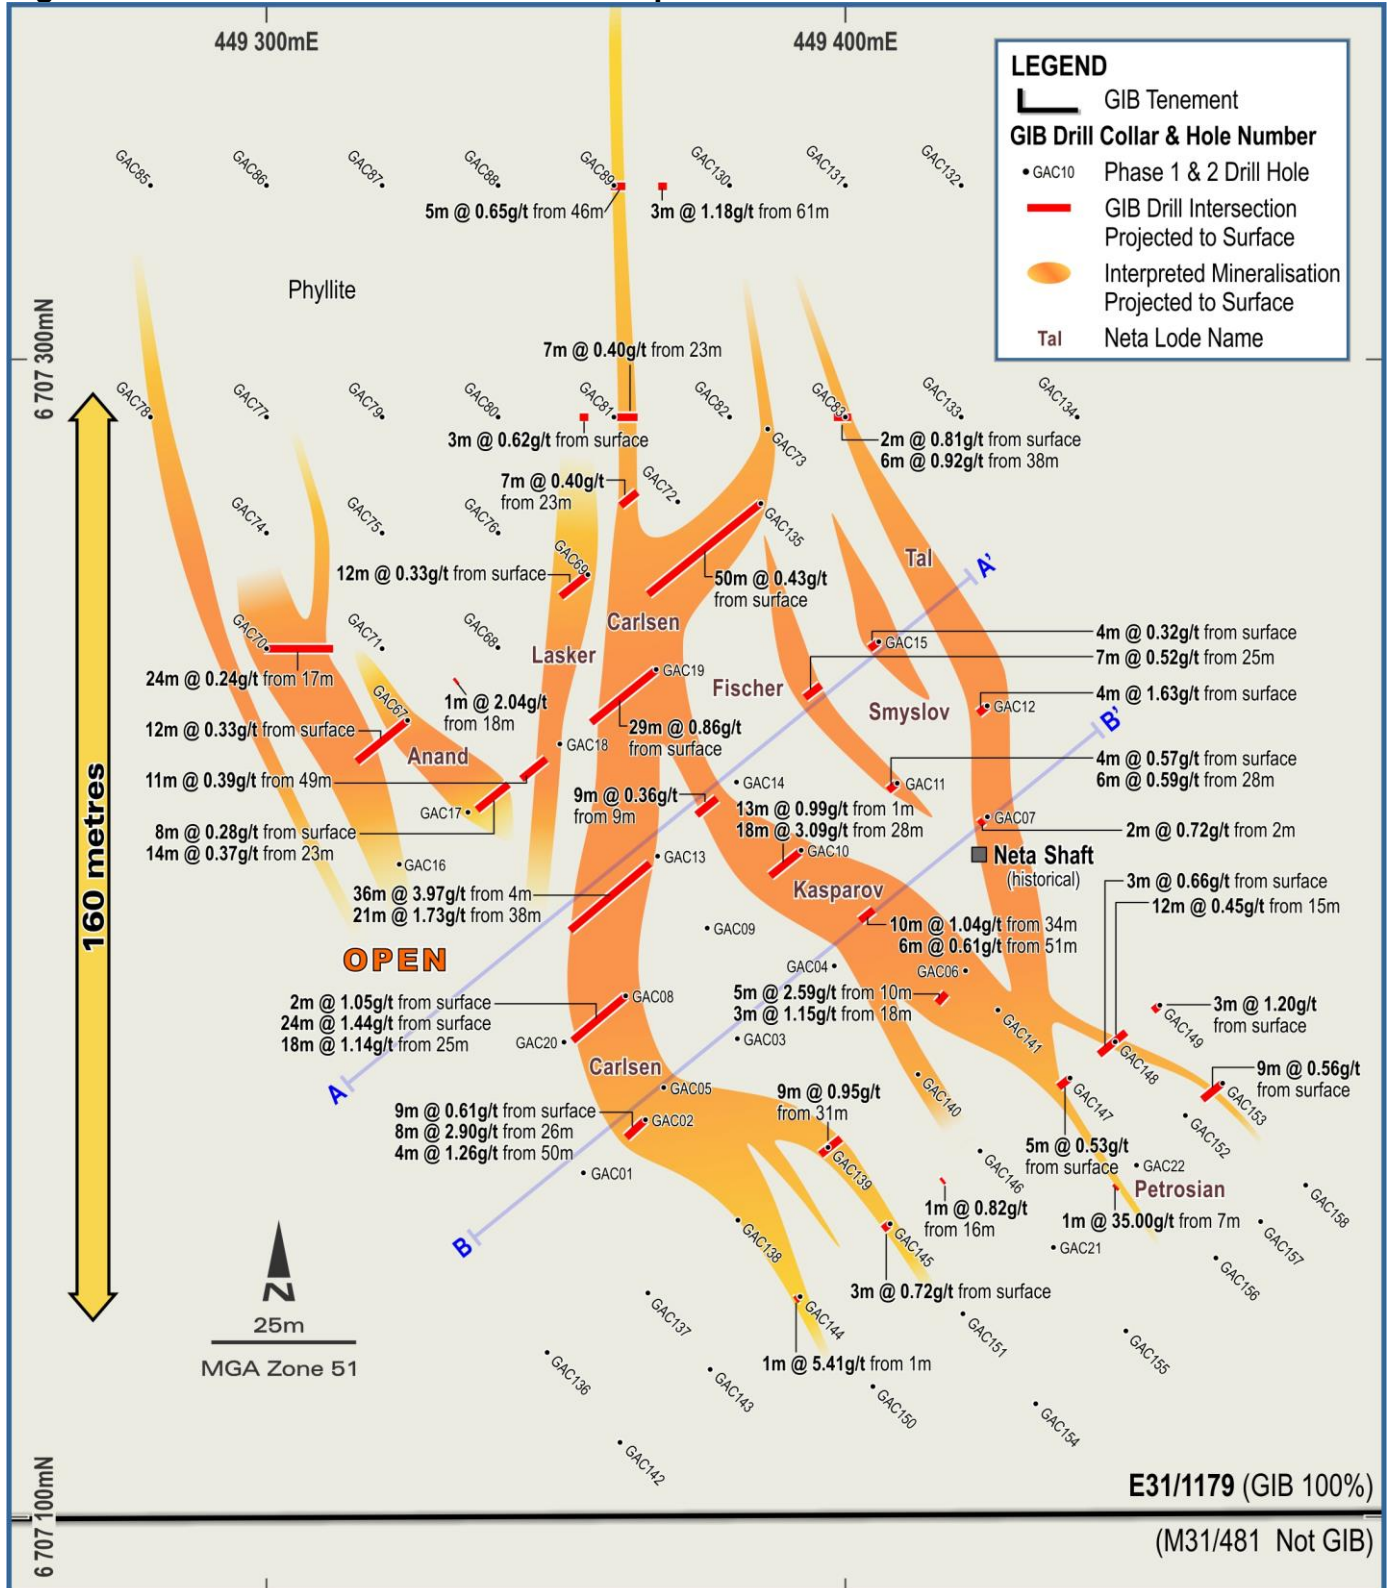 449 300mE
449 400mE
LEGEND
GIB Tenement
GIB Drill Collar & Hole Number
GAC10
Phase 1 & 2 Drill Hole
GIB Drill Intersection
Projected to Surface
Interpreted Mineralisation
Projected to Surface
Tal
Neta Lode Name
GAC85
GAC86
GAC87
GAC88
GAC89
GAC130
GAC131
GAC132
5m @ 0.65g/t from 46m
3m @ 1.18g/t from 61m
Phyllite
6 707 300mN
7m @ 0.40g/t from 23m
GAC78
GAC77
GAC79
GAC80
GAC81
GAC82
GAC83
GAC133
GAC134
3m @ 0.62g/t from surface
GAC73
2m @ 0.81g/t from surface
6m @ 0.92g/t from 38m
7m @ 0.40g/t
from 23m
GAC72
GAC74
GAC75
GAC76
GAC135
GAC69
Tal
A'
12m @ 0.33g/t from surface
50m @ 0.43g/t
from surface
Carlsen
GAC70
GAC71
GAC68
Lasker
GAC15
4m @ 0.32g/t from surface
7m @ 0.52g/t from 25m
24m @ 0.24g/t from 17m
GAC19
Fischer
1m @ 2.04g/t
from 18m
GAC67
Smyslov
GAC12
4m @ 1.63g/t from surface
B'
12m @ 0.33g/t from surface
29m @ 0.86g/t
from surface
Anand
GAC18
4m @ 0.57g/t from surface
6m @ 0.59g/t from 28m
11m @ 0.39g/t from 49m
GAC14
GAC11
9m @ 0.36g/t
from 9m
13m @ 0.99g/t from 1m
18m @ 3.09g/t from 28m
GAC17
GAC07
2m @ 0.72g/t from 2m
8m @ 0.28g/t from surface
14m @ 0.37g/t from 23m
GAC16
GAC13
GAC10
Neta Shaft
(historical)
Kasparov
3m @ 0.66g/t from surface
12m @ 0.45g/t from 15m
36m @ 3.97g/t from 4m
21m @ 1.73g/t from 38m
10m @ 1.04g/t from 34m
6m @ 0.61g/t from 51m
GAC09
160 metres
OPEN
GAC04
GAC06
5m @ 2.59g/t from 10m
3m @ 1.15g/t from 18m
2m @ 1.05g/t from surface
24m @ 1.44g/t from surface
18m @ 1.14g/t from 25m
GAC08
GAC20
GAC03
GAC141
GAC149
3m @ 1.20g/t
from surface
GAC148
Carlsen
A
GAC05
GAC140
GAC147
9m @ 0.56g/t
from surface
GAC153
9m @ 0.95g/t
from 31m
9m @ 0.61g/t from surface
8m @ 2.90g/t from 26m
4m @ 1.26g/t from 50m
GAC02
GAC152
5m @ 0.53g/t
from surface
GAC139
GAC146
GAC01
GAC22
Petrosian
GAC158
1m @ 0.82g/t
from 16m
1m @ 35.00g/t from 7m
B
GAC138
GAC145
GAC21
GAC157
GAC156
N
25m
MGA Zone 51
3m @ 0.72g/t from surface
GAC137
GAC144
GAC151
GAC155
1m @ 5.41g/t from 1m
GAC136
GAC143
GAC150
GAC154
GAC142
6 707 100mN
E31/1179 (GIB 100%)
(M31/481 Not GIB)